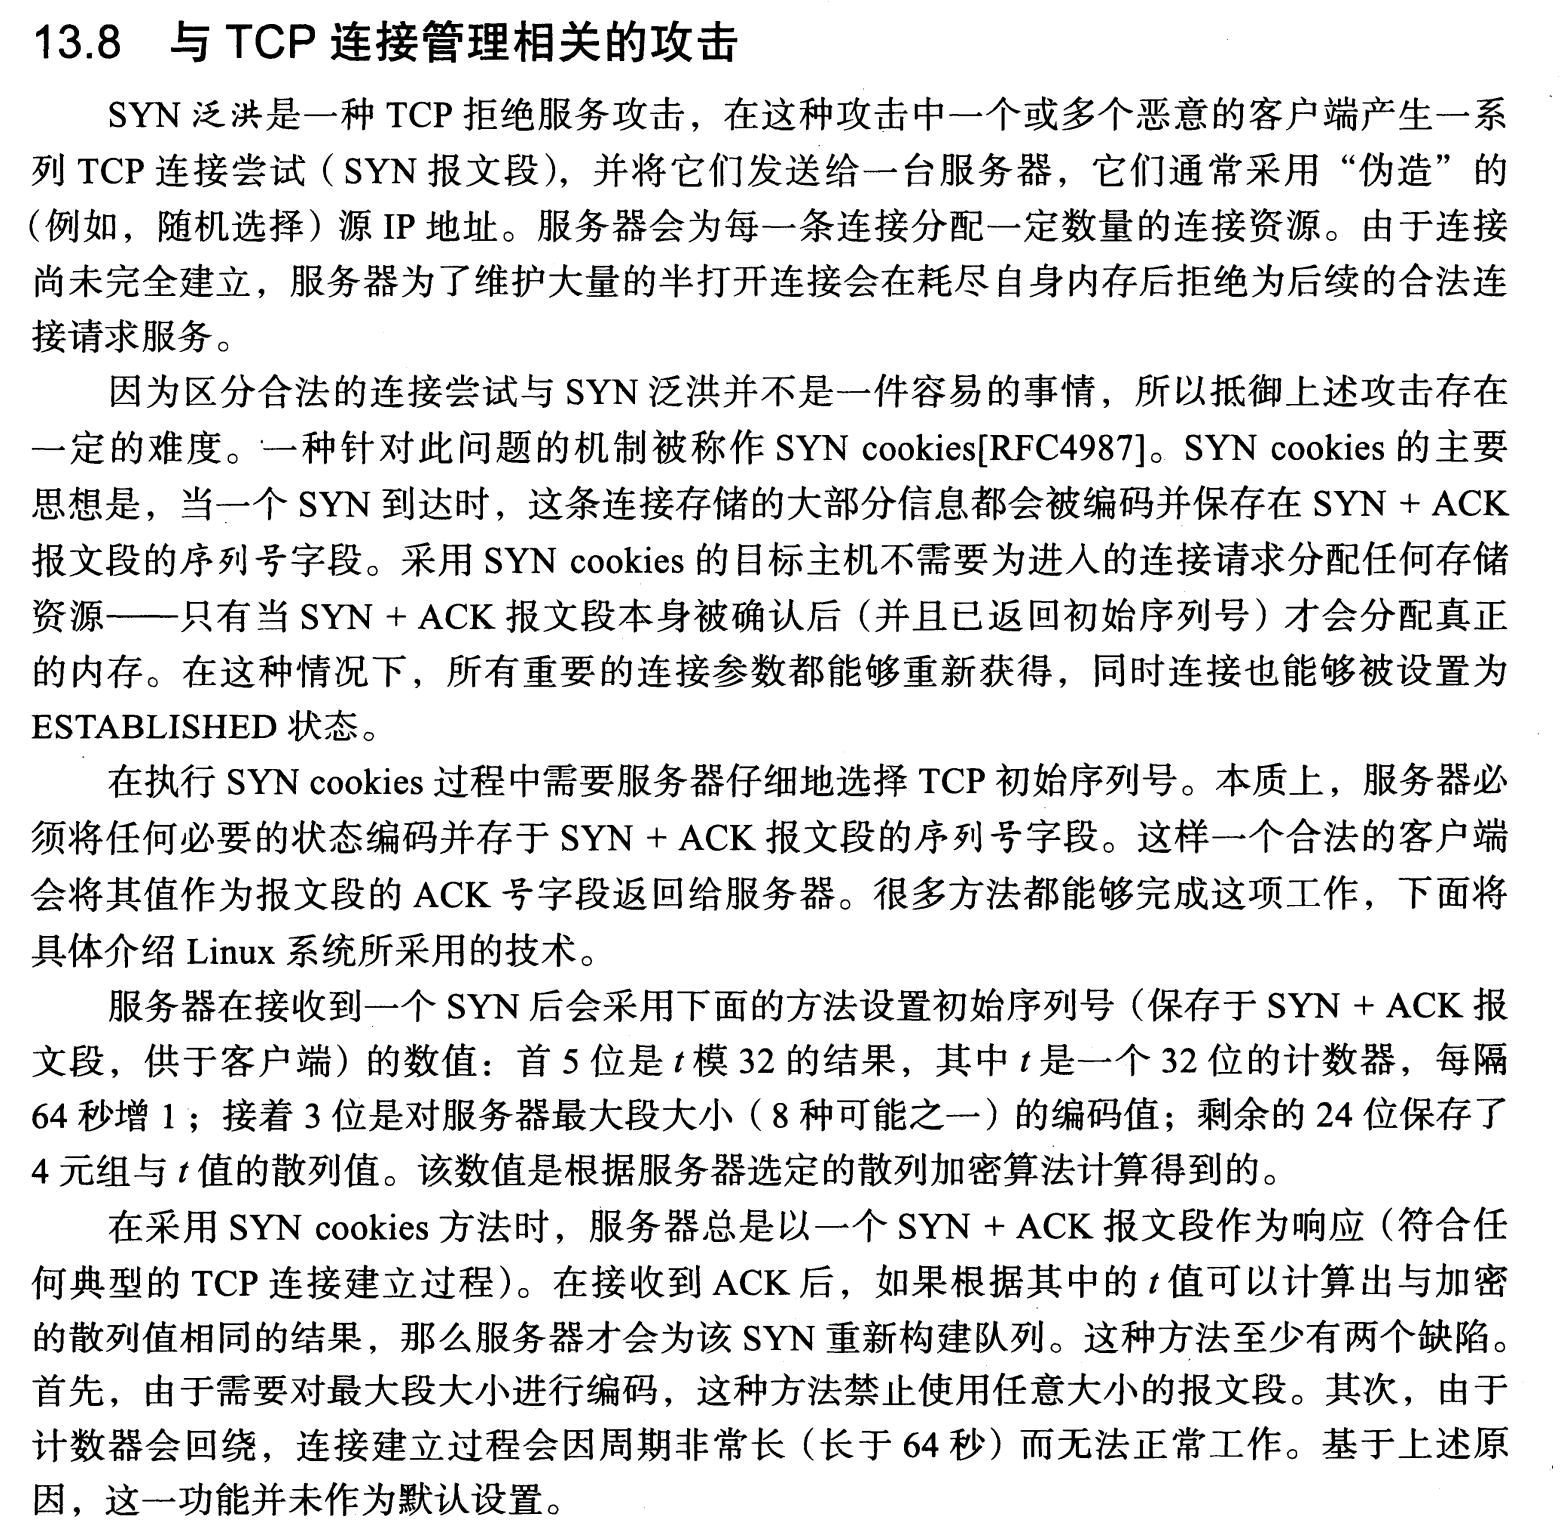 13.8 与 TCP 连接管理相关的攻击
SYN 泛洪是一种 TCP 拒绝服务攻击，在这种攻击中一个或多个恶意的客户端产生一系
列 TCP 连接尝试（SYN 报文段），并将它们发送给一台服务器，它们通常采用“伪造”的
（例如，随机选择）源 IP 地址。服务器会为每一条连接分配一定数量的连接资源。由于连接
尚未完全建立，服务器为了维护大量的半打开连接会在耗尽自身内存后拒绝为后续的合法连
接请求服务。
因为区分合法的连接尝试与 SYN 泛洪并不是一件容易的事情，所以抵御上述攻击存在
一定的难度。一种针对此问题的机制被称作 SYN cookies[RFC4987]。SYN cookies 的主要
思想是，当一个 SYN 到达时，这条连接存储的大部分信息都会被编码并保存在 SYN + ACK
报文段的序列号字段。采用 SYN cookies 的目标主机不需要为进入的连接请求分配任何存储
资源——只有当 SYN + ACK 报文段本身被确认后（并且已返回初始序列号）才会分配真正
的内存。在这种情况下，所有重要的连接参数都能够重新获得，同时连接也能够被设置为
ESTABLISHED 状态。
在执行 SYN cookies 过程中需要服务器仔细地选择 TCP 初始序列号。本质上，服务器必
须将任何必要的状态编码并存于 SYN + ACK 报文段的序列号字段。这样一个合法的客户端
会将其值作为报文段的 ACK 号字段返回给服务器。很多方法都能够完成这项工作，下面将
具体介绍 Linux 系统所采用的技术。
服务器在接收到一个 SYN 后会采用下面的方法设置初始序列号（保存于 SYN + ACK 报
文段，供于客户端）的数值：首 5 位是 t 模 32 的结果，其中 t 是一个 32 位的计数器，每隔
64 秒增 1；接着 3 位是对服务器最大段大小（8 种可能之一）的编码值；剩余的 24 位保存了
4 元组与 t 值的散列值。该数值是根据服务器选定的散列加密算法计算得到的。
在采用 SYN cookies 方法时，服务器总是以一个 SYN + ACK 报文段作为响应（符合任
何典型的 TCP 连接建立过程）。在接收到 ACK 后，如果根据其中的 t 值可以计算出与加密
的散列值相同的结果，那么服务器才会为该 SYN 重新构建队列。这种方法至少有两个缺陷。
首先，由于需要对最大段大小进行编码，这种方法禁止使用任意大小的报文段。其次，由于
计数器会回绕，连接建立过程会因周期非常长（长于 64 秒）而无法正常工作。基于上述原
因，这一功能并未作为默认设置。